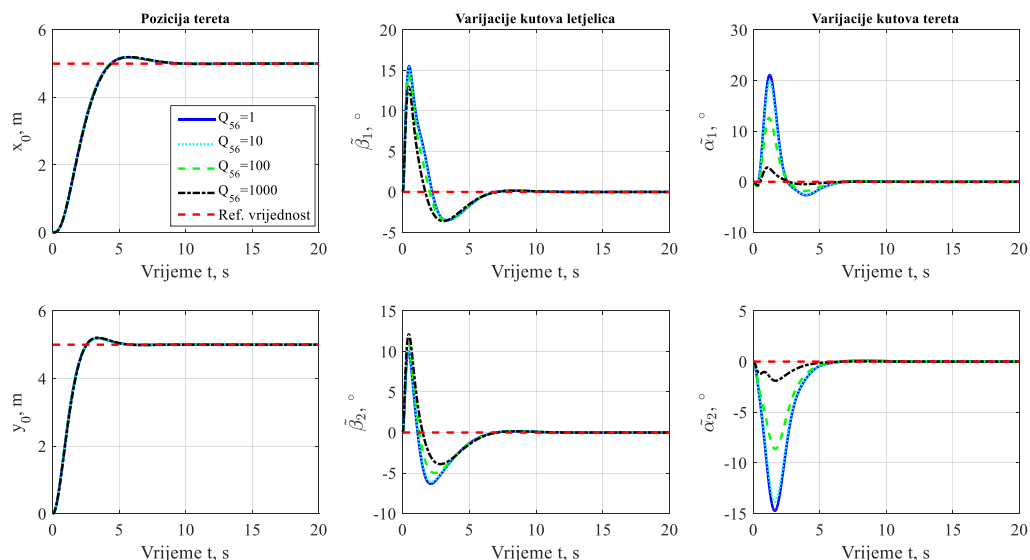 Pozicija tereta
6
4
2
0
x0, m
0 5 10 15 20
Vrijeme t, s
Q56=1
Q56=10
Q56=100
Q56=1000
Ref. vrijednost
Varijacije kutova letjelica
20
15
10
5
0
-5
β̃1, °
0 5 10 15 20
Vrijeme t, s
Varijacije kutova tereta
30
20
10
0
-10
α̃1, °
0 5 10 15 20
Vrijeme t, s
6
4
2
0
y0, m
0 5 10 15 20
Vrijeme t, s
15
10
5
0
-5
-10
β̃2, °
0 5 10 15 20
Vrijeme t, s
5
0
-5
-10
-15
α̃2, °
0 5 10 15 20
Vrijeme t, s